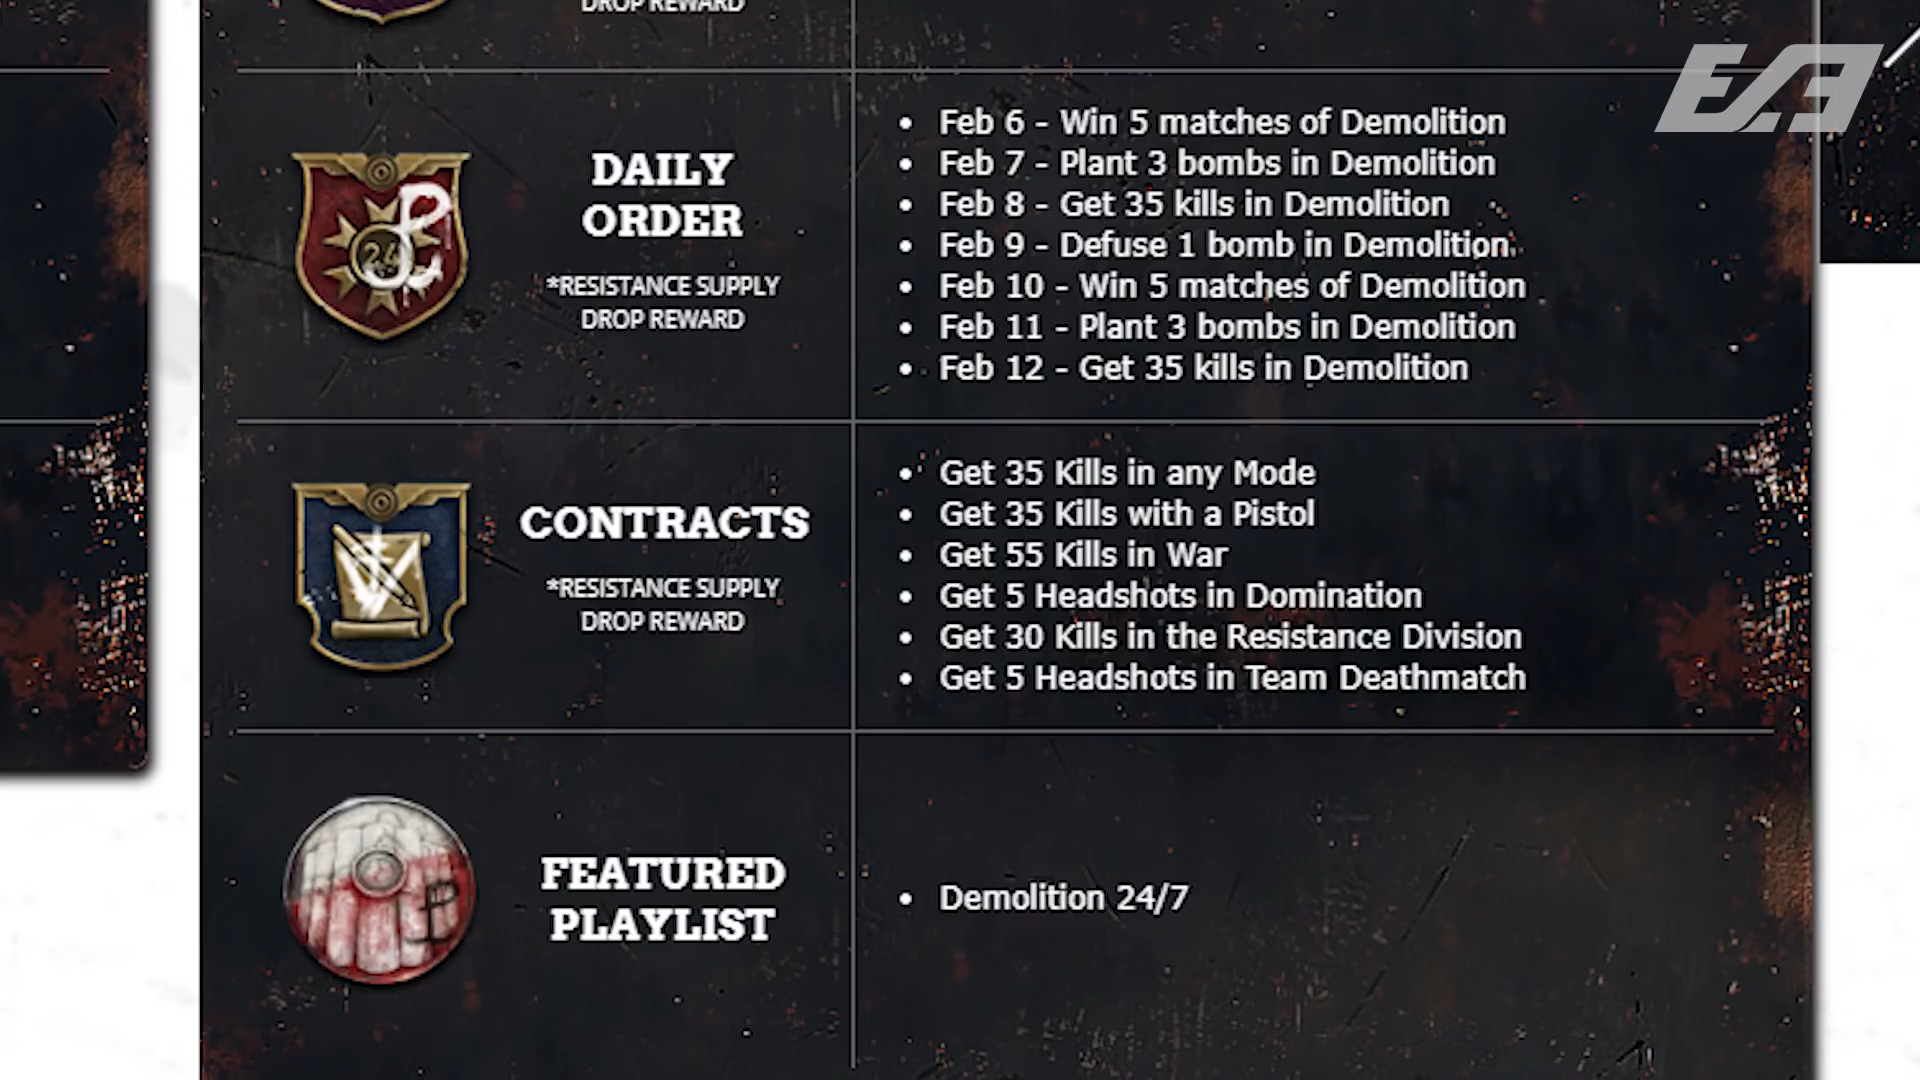 DROP REWARD
DAILY
ORDER
*RESISTANCE SUPPLY
DROP REWARD
24
• Feb 6 - Win 5 matches of Demolition
• Feb 7 - Plant 3 bombs in Demolition
• Feb 8 - Get 35 kills in Demolition
• Feb 9 - Defuse 1 bomb in Demolition
• Feb 10 - Win 5 matches of Demolition
• Feb 11 - Plant 3 bombs in Demolition
• Feb 12 - Get 35 kills in Demolition
CONTRACTS
*RESISTANCE SUPPLY
DROP REWARD
• Get 35 Kills in any Mode
• Get 35 Kills with a Pistol
• Get 55 Kills in War
• Get 5 Headshots in Domination
• Get 30 Kills in the Resistance Division
• Get 5 Headshots in Team Deathmatch
FEATURED
PLAYLIST
• Demolition 24/7